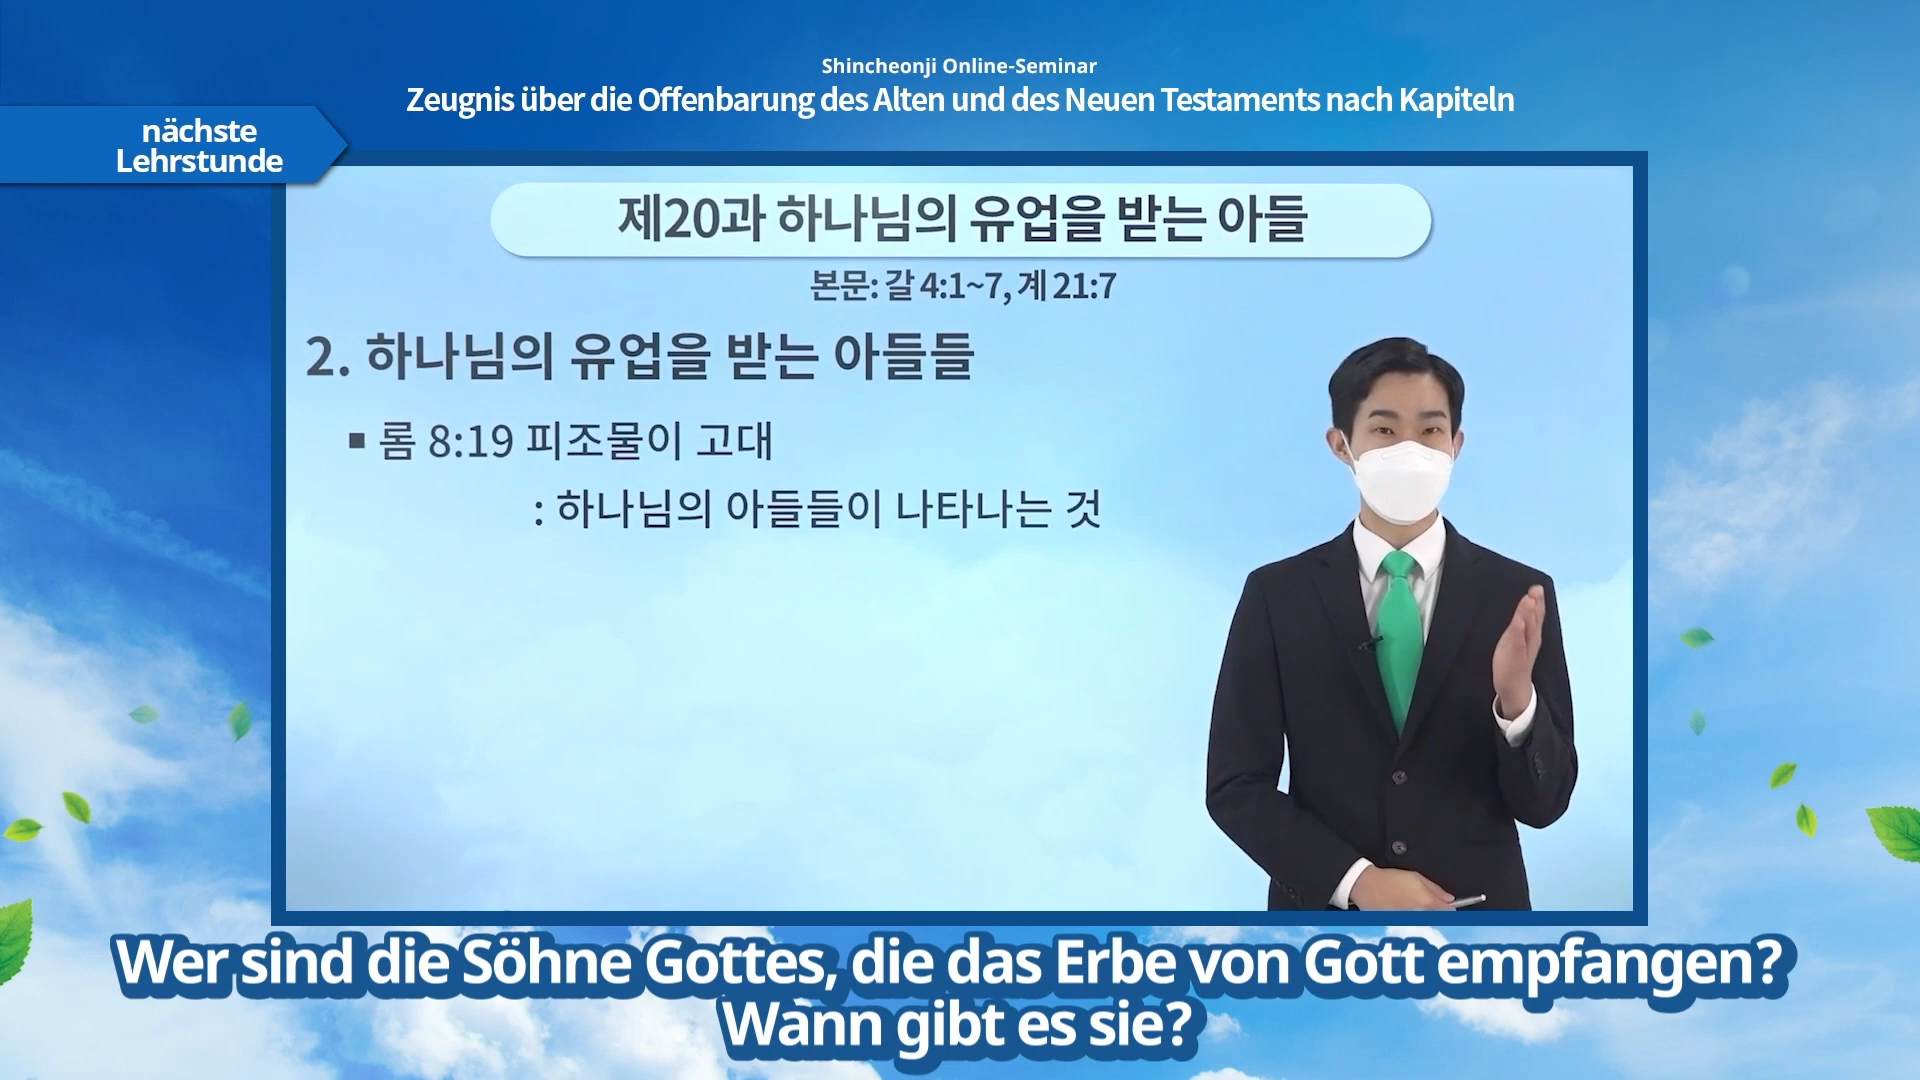 Shincheonji Online-Seminar
Zeugnis über die Offenbarung des Alten und des Neuen Testaments nach Kapiteln
nächste
Lehrstunde
제20과 하나님의 유업을 받는 아들
본문: 갈 4:1~7, 계 21:7
2. 하나님의 유업을 받는 아들들
▪ 롬 8:19 피조물이 고대
: 하나님의 아들들이 나타나는 것
Wer sind die Söhne Gottes, die das Erbe von Gott empfangen?
Wann gibt es sie?